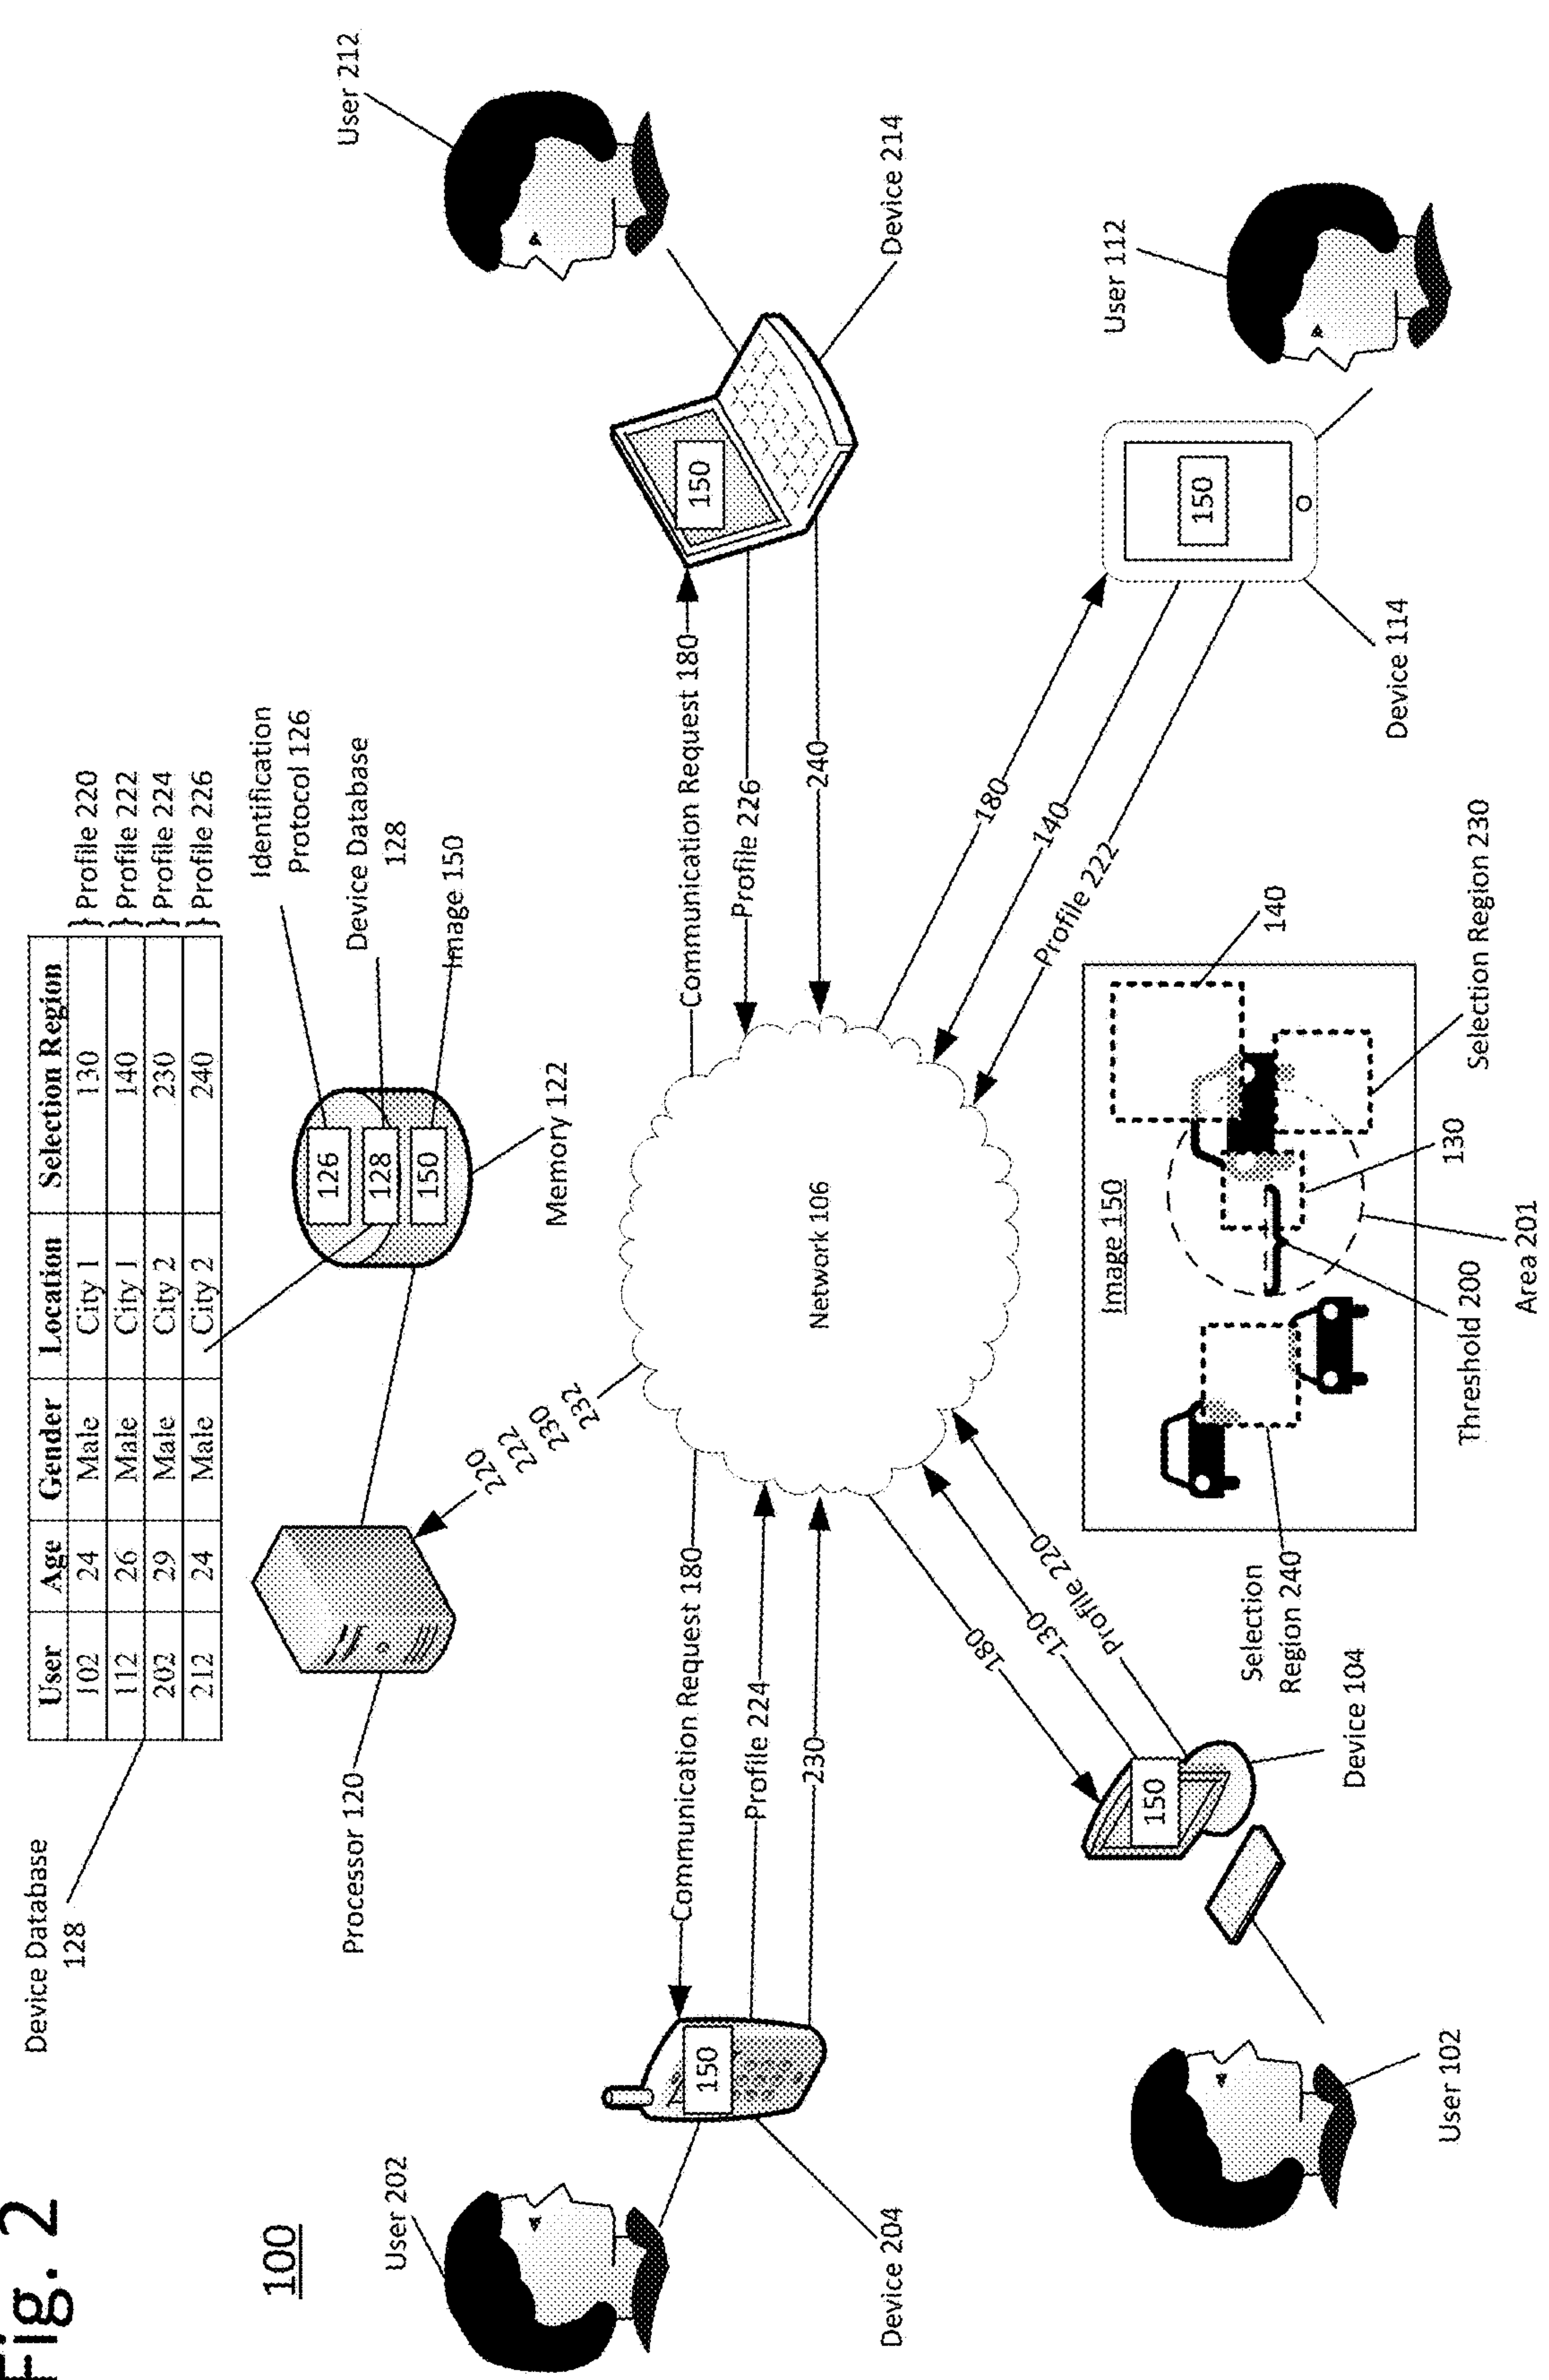 Fig. 2
100
Device Database
128
User Age Gender Location Selection Region
102 24 Male City 1 130
112 26 Male City 1 140
202 29 Male City 2 230
212 24 Male City 2 240
}Profile 220
}Profile 222
}Profile 224
}Profile 226
Processor 120
126
128
150
Identification
Protocol 126
Device Database
128
Image 150
Memory 122
220
222
230
232
User 202
150
Device 204
Communication Request 180
Profile 224
230
Network 106
Communication Request 180
Profile 226
240
User 212
150
Device 214
User 102
150
Device 104
180
130
Profile 220
Image 150
Selection
Region 240
Threshold 200
Area 201
130
140
Selection Region 230
180
140
Profile 222
150
Device 114
User 112